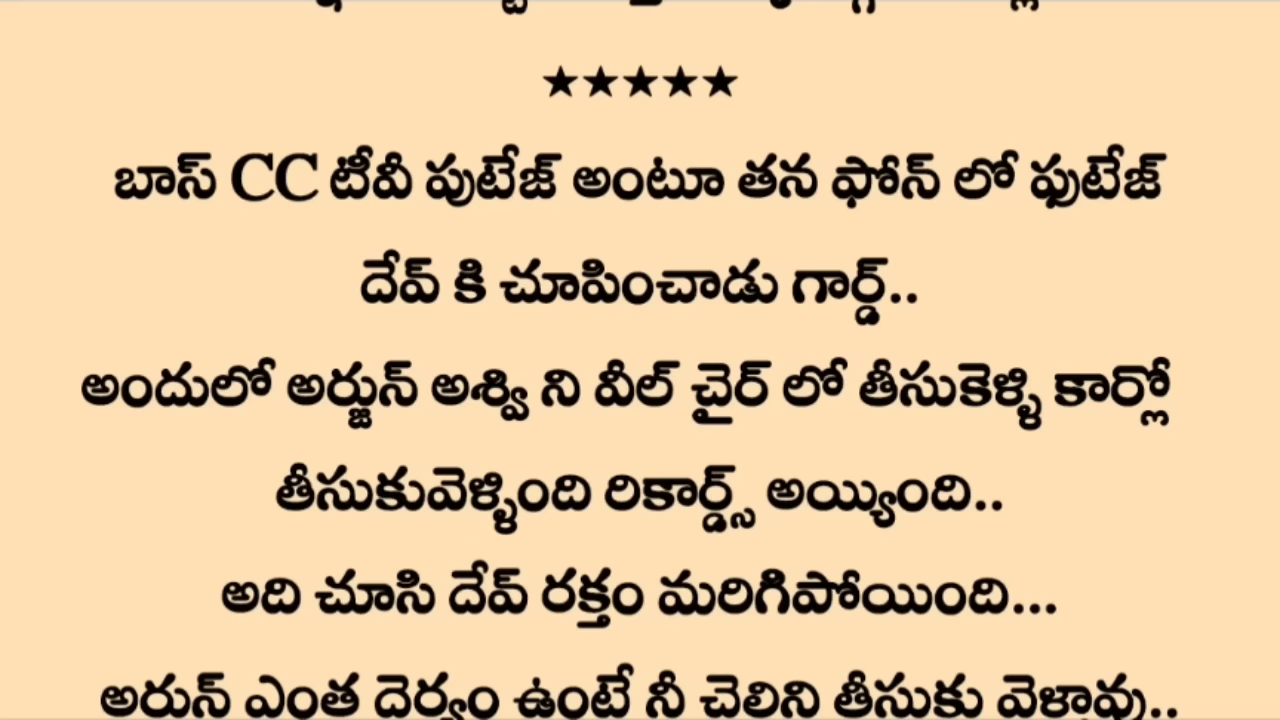 ★★★★★
బాస్ CC టీవీ పుటేజ్ అంటూ తన ఫోన్ లో ఫుటేజ్
దేవ్ కి చూపించాడు గార్డ్..
అందులో అర్జున్ అశ్వి ని వీల్ చైర్ లో తీసుకెళ్ళి కార్లో
తీసుకువెళ్ళింది రికార్డ్స్ అయ్యింది..
అది చూసి దేవ్ రక్తం మరిగిపోయింది...
అరున్ ఎంత దెర్యం ఉంటే నీ చెలిని తీసుకు వెళ్తావు..